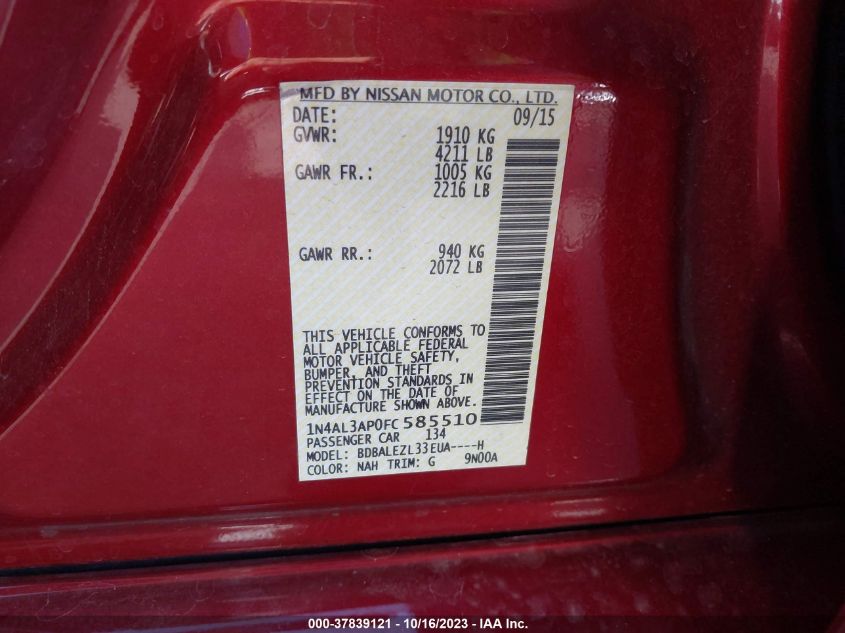 MFD BY NISSAN MOTOR CO., LTD.
DATE: 09/15
GVWR: 1910 KG
4211 LB
GAWR FR.: 1005 KG
2216 LB
GAWR RR.: 940 KG
2072 LB
THIS VEHICLE CONFORMS TO
ALL APPLICABLE FEDERAL
MOTOR VEHICLE SAFETY,
BUMPER, AND THEFT
PREVENTION STANDARDS IN
EFFECT ON THE DATE OF
MANUFACTURE SHOWN ABOVE.
1N4AL3AP0FC 585510
PASSENGER CAR 134
MODEL: BDBALEZL33EUA----H
COLOR: NAH TRIM: G 9N00A
000-37839121 - 10/16/2023 - IAA Inc.